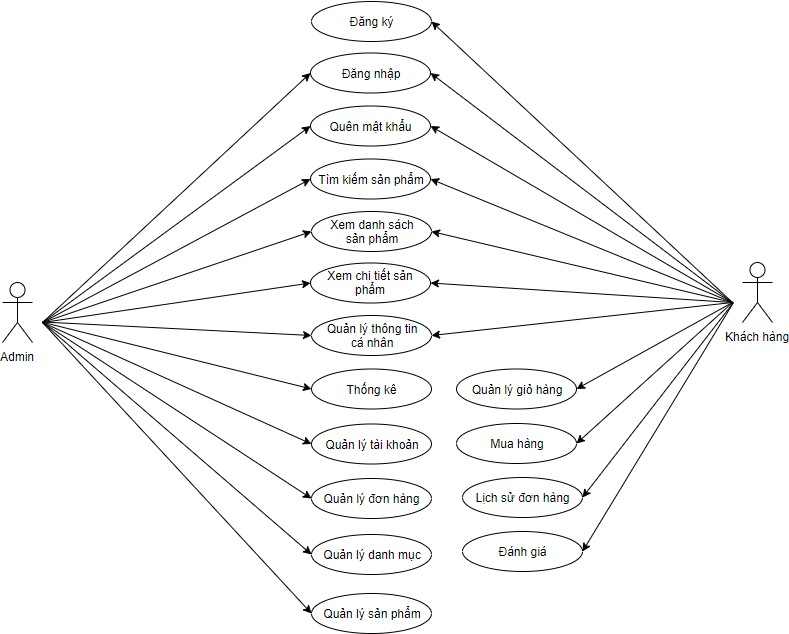 Đăng ký
Đăng nhập
Quên mật khẩu
Tìm kiếm sản phẩm
Xem danh sách
sản phẩm
Xem chi tiết sản
phẩm
Quản lý thông tin
cá nhân
Khách hàng
Admin
Thống kê
Quản lý giỏ hàng
Quản lý tài khoản
Mua hàng
Quản lý đơn hàng
Lịch sử đơn hàng
Quản lý danh mục
Đánh giá
Quản lý sản phẩm